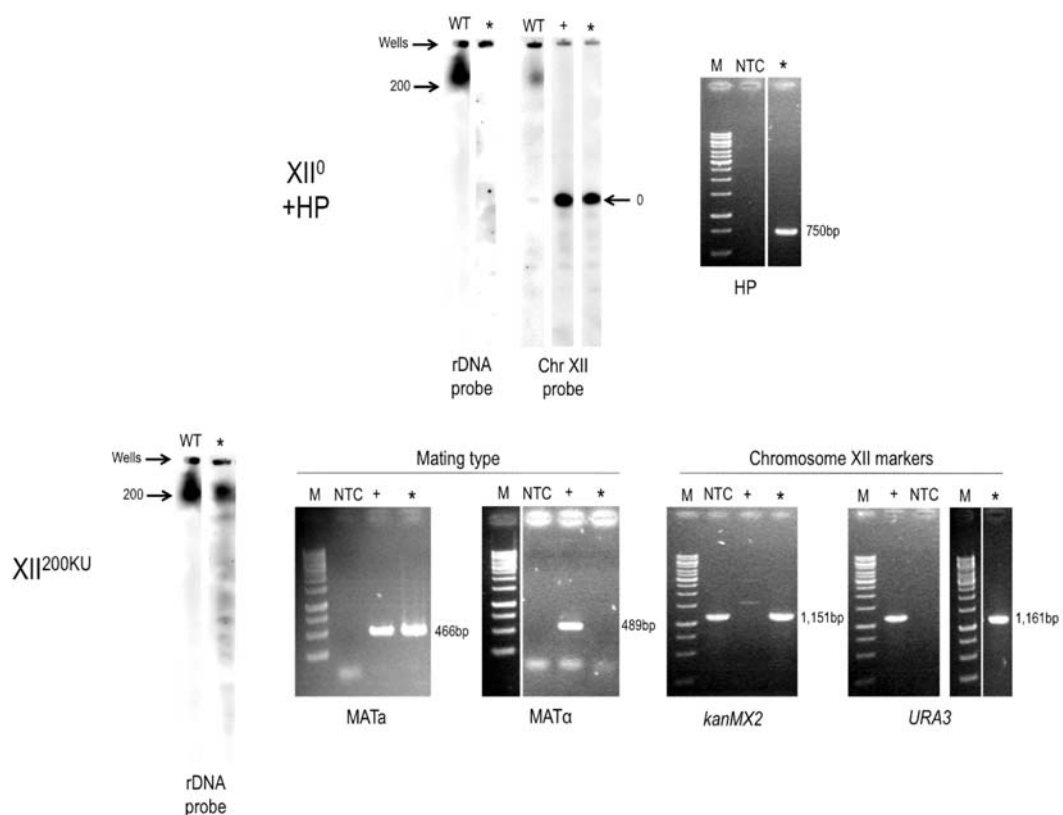 WT * WT + *
Wells
200
M NTC *
XII⁰
+HP
0
750bp
HP
rDNA
probe
Chr XII
probe
WT *
Wells
200
XII²⁰⁰ᴷᵁ
rDNA
probe
Mating type
M NTC + *
466bp
MATa
M NTC + *
489bp
MATα
Chromosome XII markers
M NTC + *
1,151bp
kanMX2
M + NTC M *
1,161bp
URA3